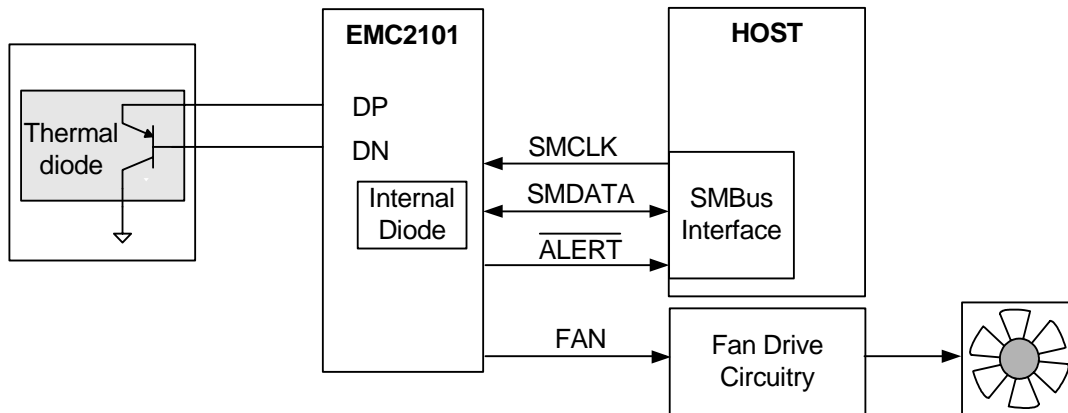 EMC2101
HOST
DP
DN
Thermal
diode
Internal
Diode
SMCLK
SMDATA
ALERT
SMBus
Interface
FAN
Fan Drive
Circuitry